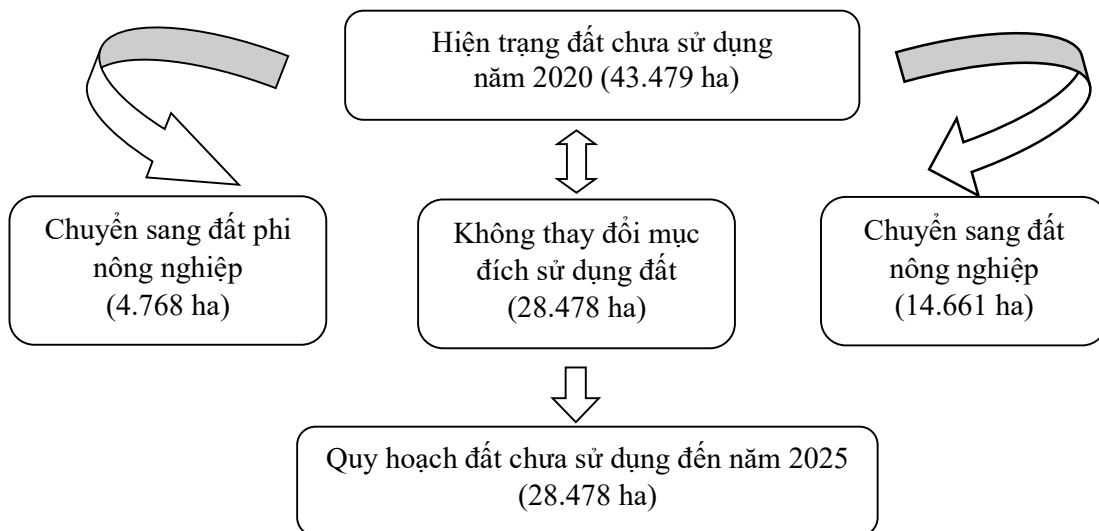 Hiện trạng đất chưa sử dụng
năm 2020 (43.479 ha)
Chuyển sang đất phi
nông nghiệp
(4.768 ha)
Không thay đổi mục
đích sử dụng đất
(28.478 ha)
Chuyển sang đất
nông nghiệp
(14.661 ha)
Quy hoạch đất chưa sử dụng đến năm 2025
(28.478 ha)